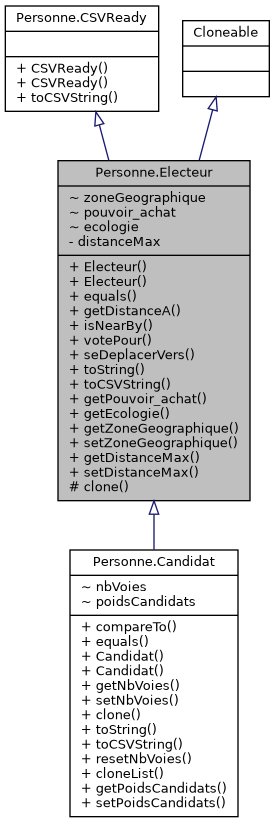 Personne.CSVReady
+ CSVReady()
+ CSVReady()
+ toCSVString()
Cloneable
Personne.Electeur
~ zoneGeographique
~ pouvoir_achat
~ ecologie
- distanceMax
+ Electeur()
+ Electeur()
+ equals()
+ getDistanceA()
+ isNearBy()
+ votePour()
+ seDeplacerVers()
+ toString()
+ toCSVString()
+ getPouvoir_achat()
+ getEcologie()
+ getZoneGeographique()
+ setZoneGeographique()
+ getDistanceMax()
+ setDistanceMax()
# clone()
Personne.Candidat
~ nbVoies
~ poidsCandidats
+ compareTo()
+ equals()
+ Candidat()
+ Candidat()
+ getNbVoies()
+ setNbVoies()
+ clone()
+ toString()
+ toCSVString()
+ resetNbVoies()
+ cloneList()
+ getPoidsCandidats()
+ setPoidsCandidats()